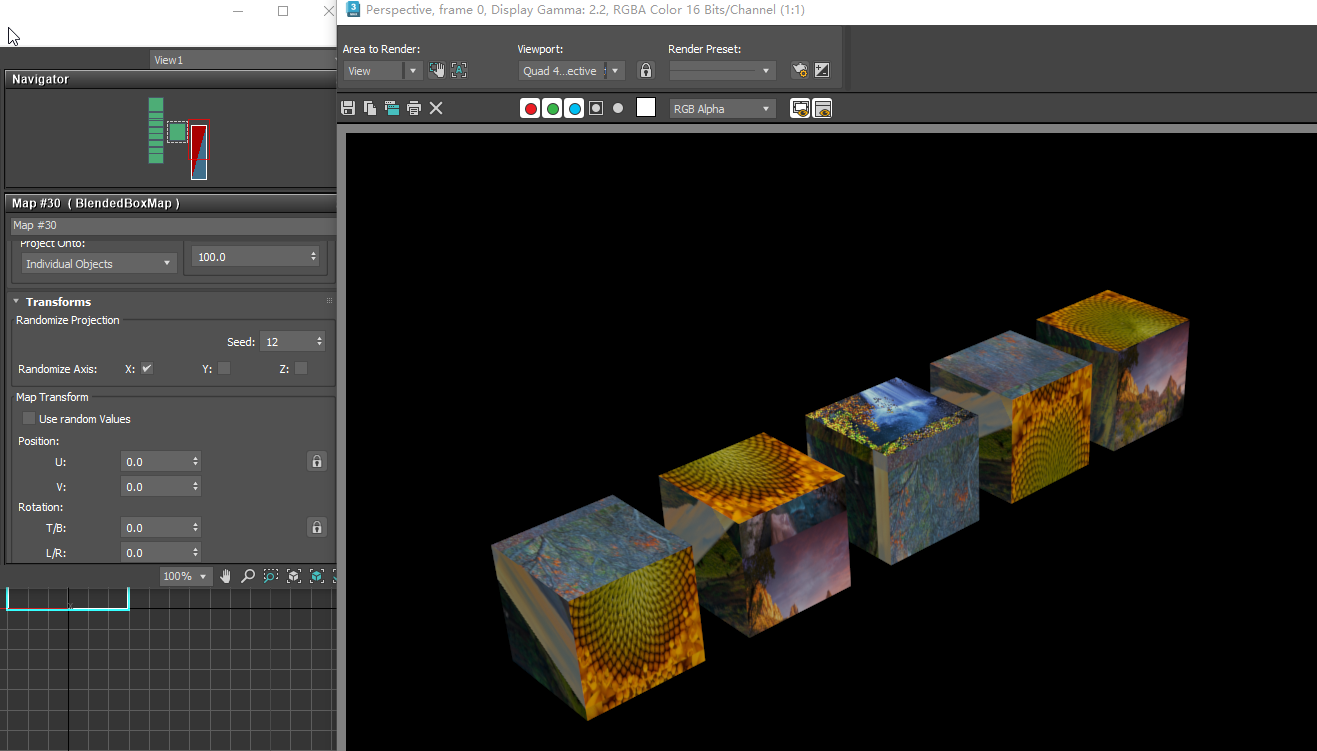 Perspective, frame 0, Display Gamma: 2.2, RGBA Color 16 Bits/Channel (1:1)
Area to Render:
Viewport:
Render Preset:
View
Quad 4...ective
RGB Alpha
View1
Navigator
Map #30 ( BlendedBoxMap )
Map #30
Project Onto:
Individual Objects
100.0
Transforms
Randomize Projection
Seed: 12
Randomize Axis: X: Y: Z:
Map Transform
Use random Values
Position:
U: 0.0
V: 0.0
Rotation:
T/B: 0.0
L/R: 0.0
100%